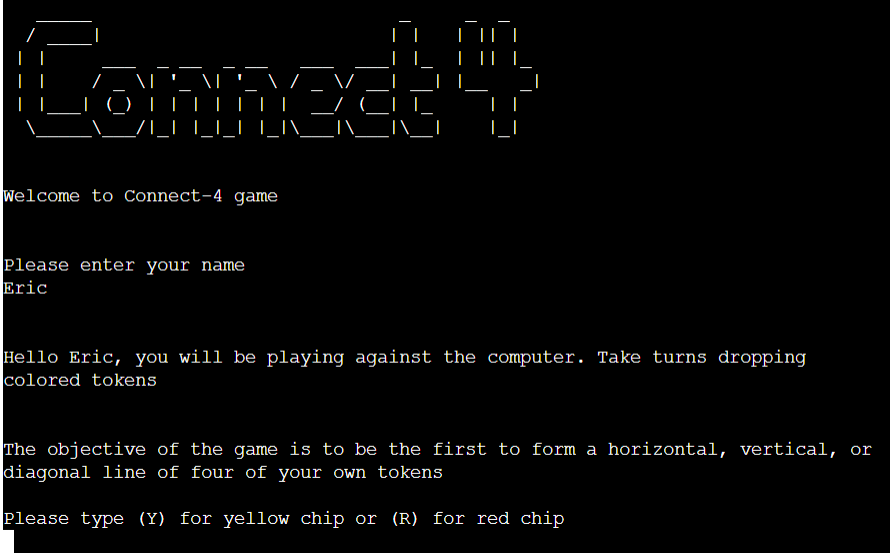 Connect 4
Welcome to Connect-4 game
Please enter your name
Eric
Hello Eric, you will be playing against the computer. Take turns dropping
colored tokens
The objective of the game is to be the first to form a horizontal, vertical, or
diagonal line of four of your own tokens
Please type (Y) for yellow chip or (R) for red chip